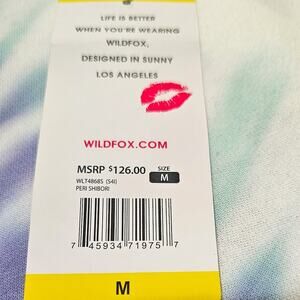 LIFE IS BETTER
WHEN YOU'RE WEARING
WILDFOX,
DESIGNED IN SUNNY
LOS ANGELES
WILDFOX.COM
MSRP $126.00
SIZE
M
WLT4868S (S4I)
PERI SHIBORI
7 45934 71975 7
M